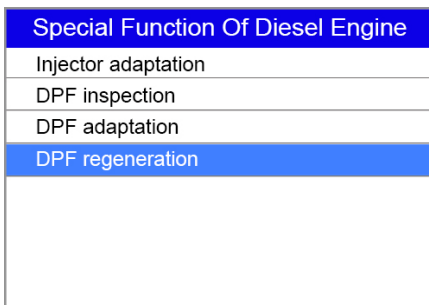 Special Function Of Diesel Engine
Injector adaptation
DPF inspection
DPF adaptation
DPF regeneration